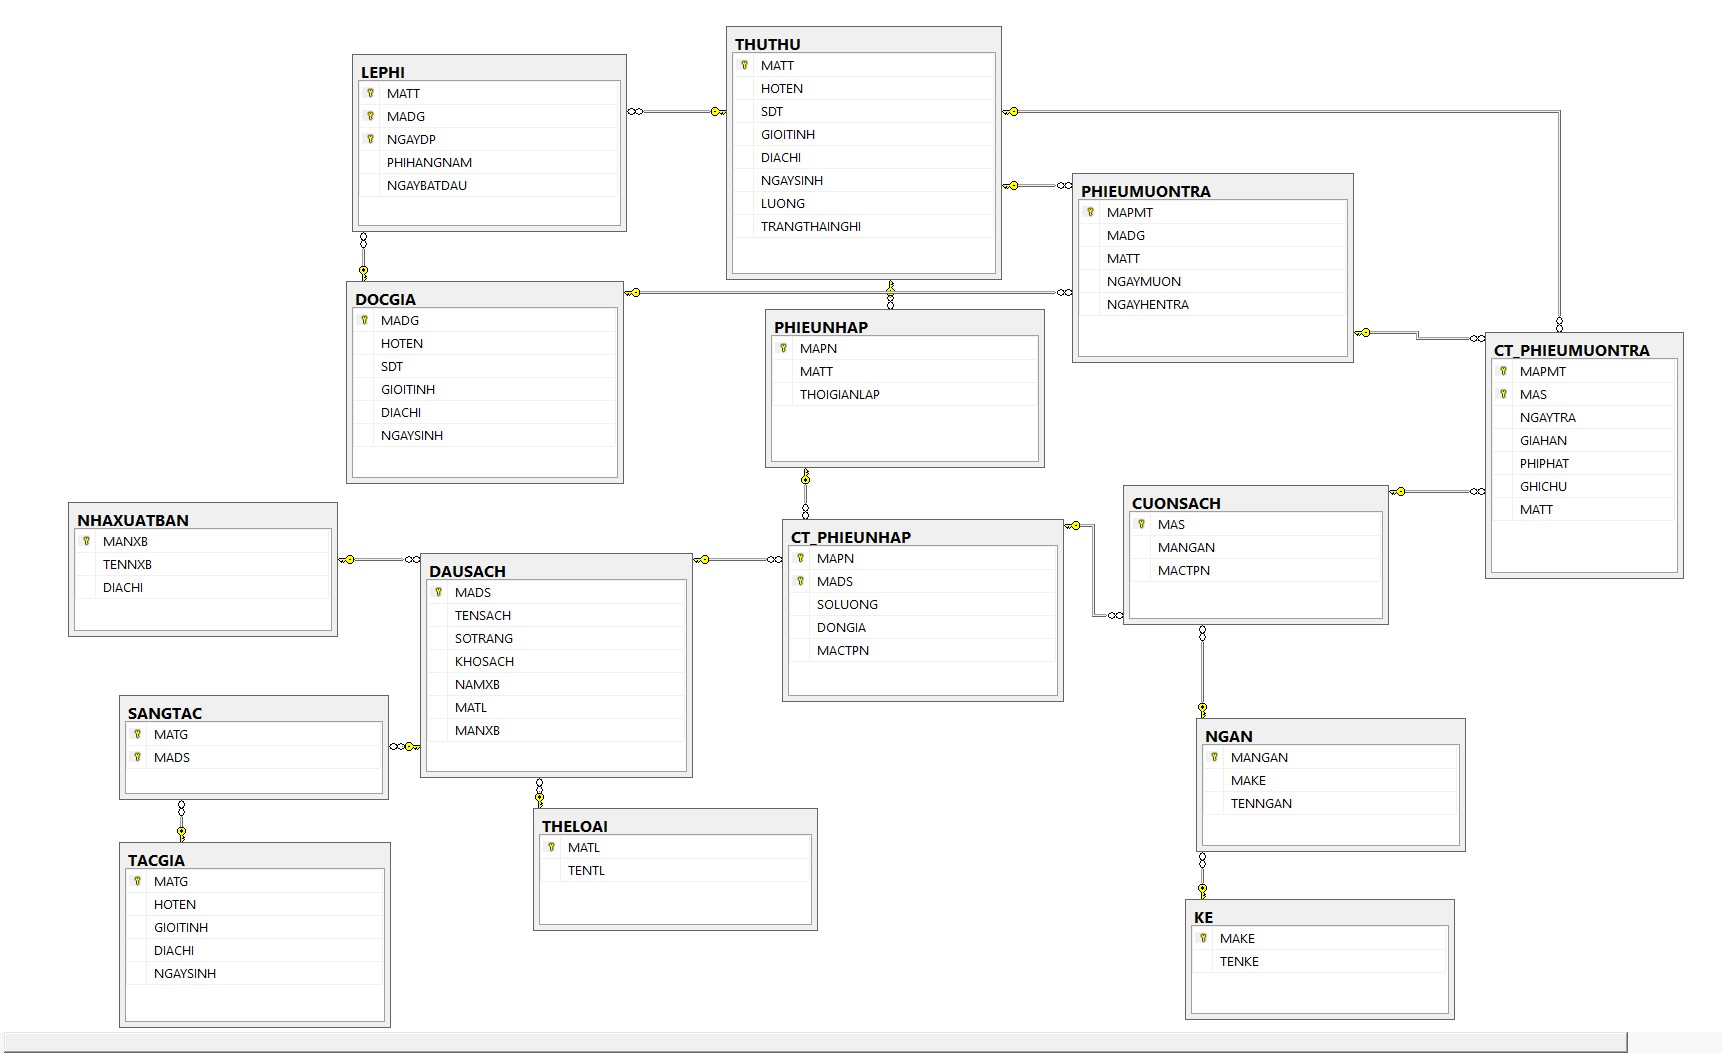 THUTHU
MATT
HOTEN
SDT
GIOITINH
DIACHI
NGAYSINH
LUONG
TRANGTHAINGHI
LEPHI
MATT
MADG
NGAYDP
PHIHANGNAM
NGAYBATDAU
PHIEUMUONTRA
MAPMT
MADG
MATT
NGAYMUON
NGAYHENTRA
DOCGIA
MADG
HOTEN
SDT
GIOITINH
DIACHI
NGAYSINH
PHIEUNHAP
MAPN
MATT
THOIGIANLAP
CT_PHIEUMUONTRA
MAPMT
MAS
NGAYTRA
GIAHAN
PHIPHAT
GHICHU
MATT
NHAXUATBAN
MANXB
TENNXB
DIACHI
CUONSACH
MAS
MANGAN
MACTPN
CT_PHIEUNHAP
MAPN
MADS
SOLUONG
DONGIA
MACTPN
DAUSACH
MADS
TENSACH
SOTRANG
KHOSACH
NAMXB
MATL
MANXB
SANGTAC
MATG
MADS
NGAN
MANGAN
MAKE
TENNGAN
THELOAI
MATL
TENTL
TACGIA
MATG
HOTEN
GIOITINH
DIACHI
NGAYSINH
KE
MAKE
TENKE